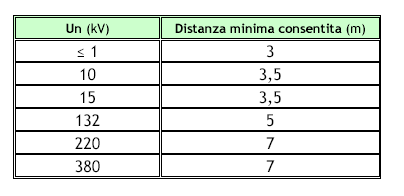 Un (kV) Distanza minima consentita (m)
≤ 1 3
10 3,5
15 3,5
132 5
220 7
380 7